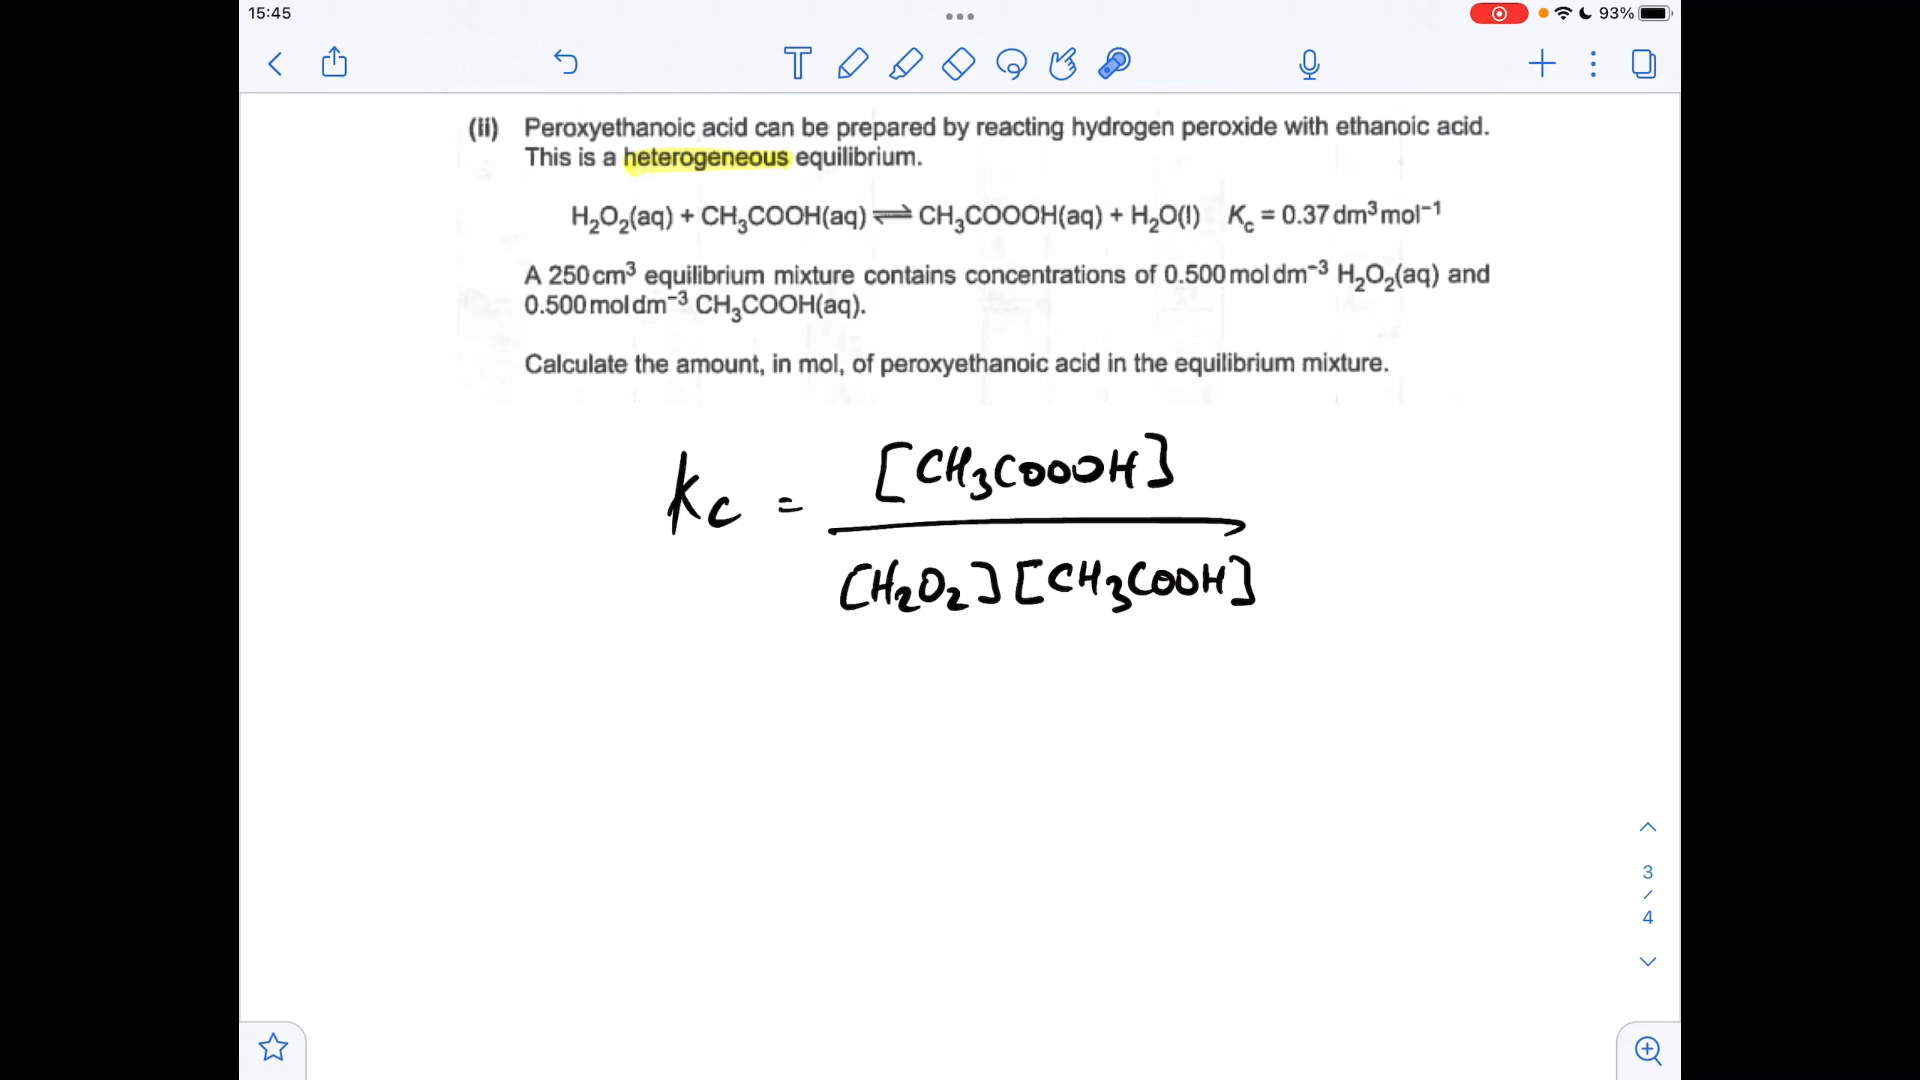 15:45
93%
(ii) Peroxyethanoic acid can be prepared by reacting hydrogen peroxide with ethanoic acid.
This is a heterogeneous equilibrium.
H₂O₂(aq) + CH₃COOH(aq) ⇌ CH₃COOOH(aq) + H₂O(l) K꜀ = 0.37 dm³ mol⁻¹
A 250 cm³ equilibrium mixture contains concentrations of 0.500 mol dm⁻³ H₂O₂(aq) and
0.500 mol dm⁻³ CH₃COOH(aq).
Calculate the amount, in mol, of peroxyethanoic acid in the equilibrium mixture.
[CH₃COOOH]
Kc =
[H₂O₂][CH₃COOH]
3
/
4